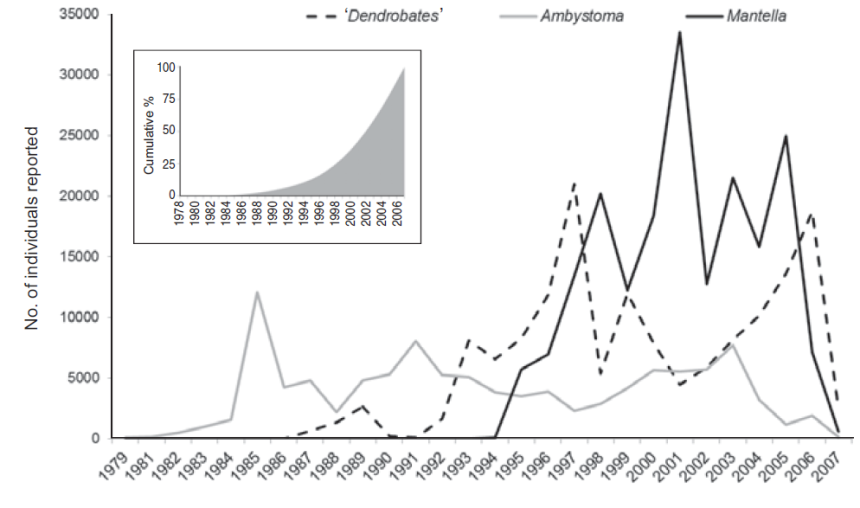 35000
30000
25000
20000
15000
10000
5000
0
No. of individuals reported
'Dendrobates'
Ambystoma
Mantella
100
75
50
25
0
Cumulative %
1978 1980 1982 1984 1986 1988 1990 1992 1994 1996 1998 2000 2002 2004 2006
1979 1981 1982 1983 1984 1985 1986 1987 1988 1989 1990 1991 1992 1993 1994 1995 1996 1997 1998 1999 2000 2001 2002 2003 2004 2005 2006 2007